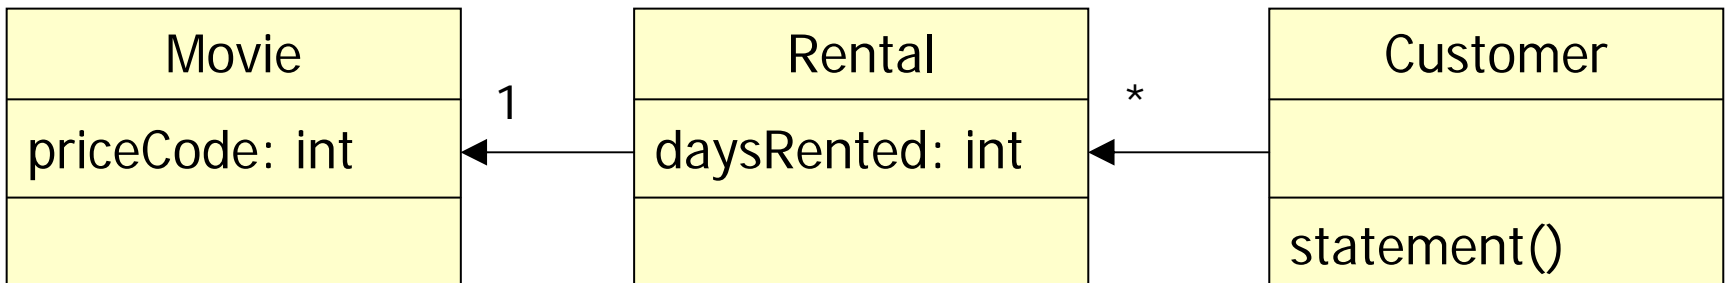 Movie
priceCode: int
1
Rental
daysRented: int
*
Customer
statement()